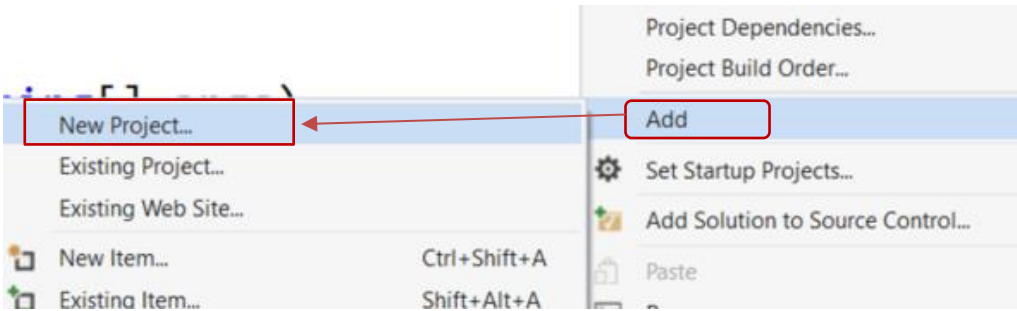 Project Dependencies...
Project Build Order...
Add
Set Startup Projects...
Add Solution to Source Control...
Paste
New Project...
Existing Project...
Existing Web Site...
New Item... Ctrl+Shift+A
Existing Item... Shift+Alt+A